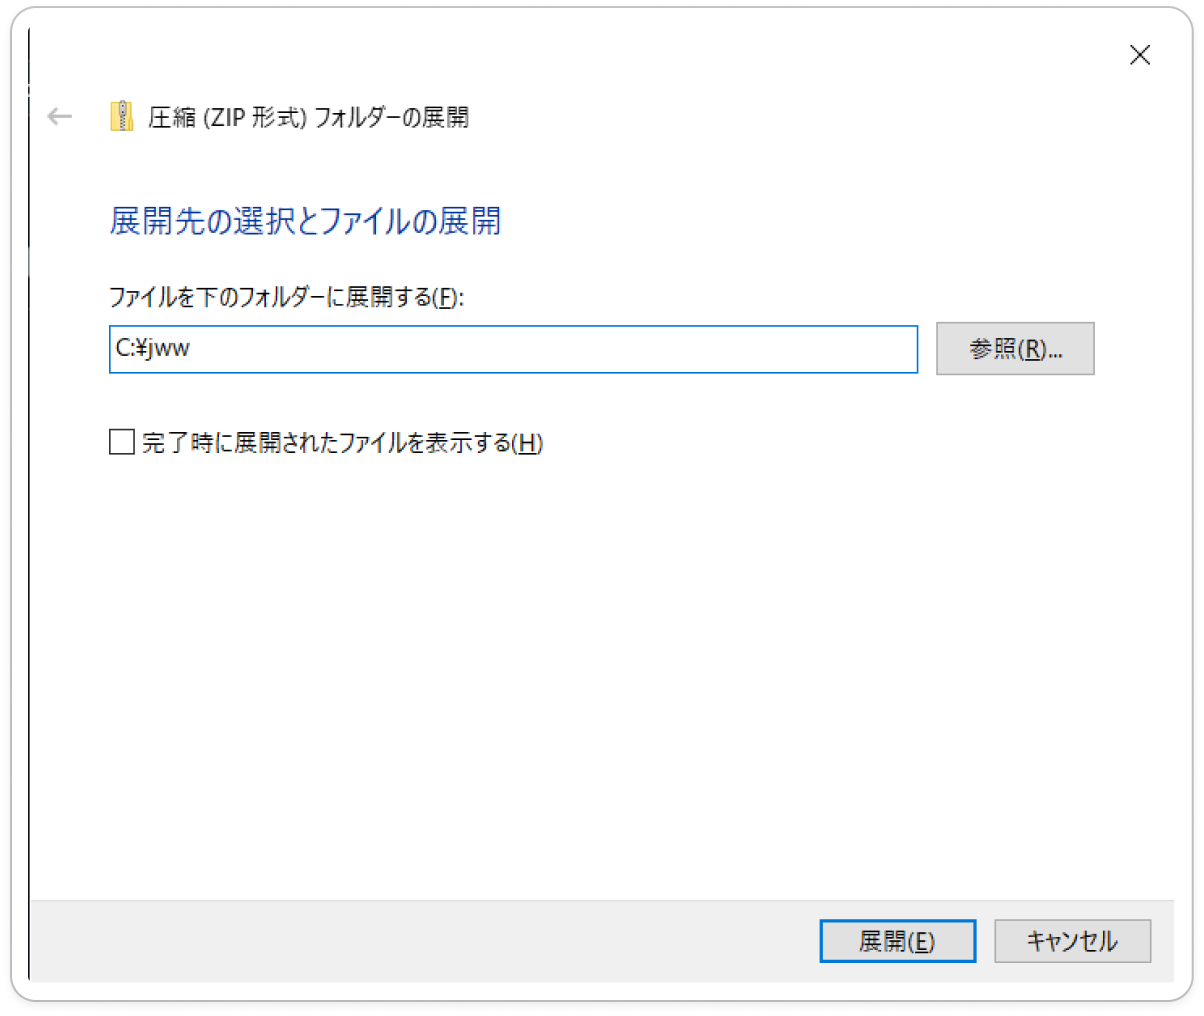 圧縮 (ZIP 形式) フォルダーの展開
展開先の選択とファイルの展開
ファイルを下のフォルダーに展開する(F):
C:¥jww
参照(R)...
完了時に展開されたファイルを表示する(H)
展開(E)
キャンセル